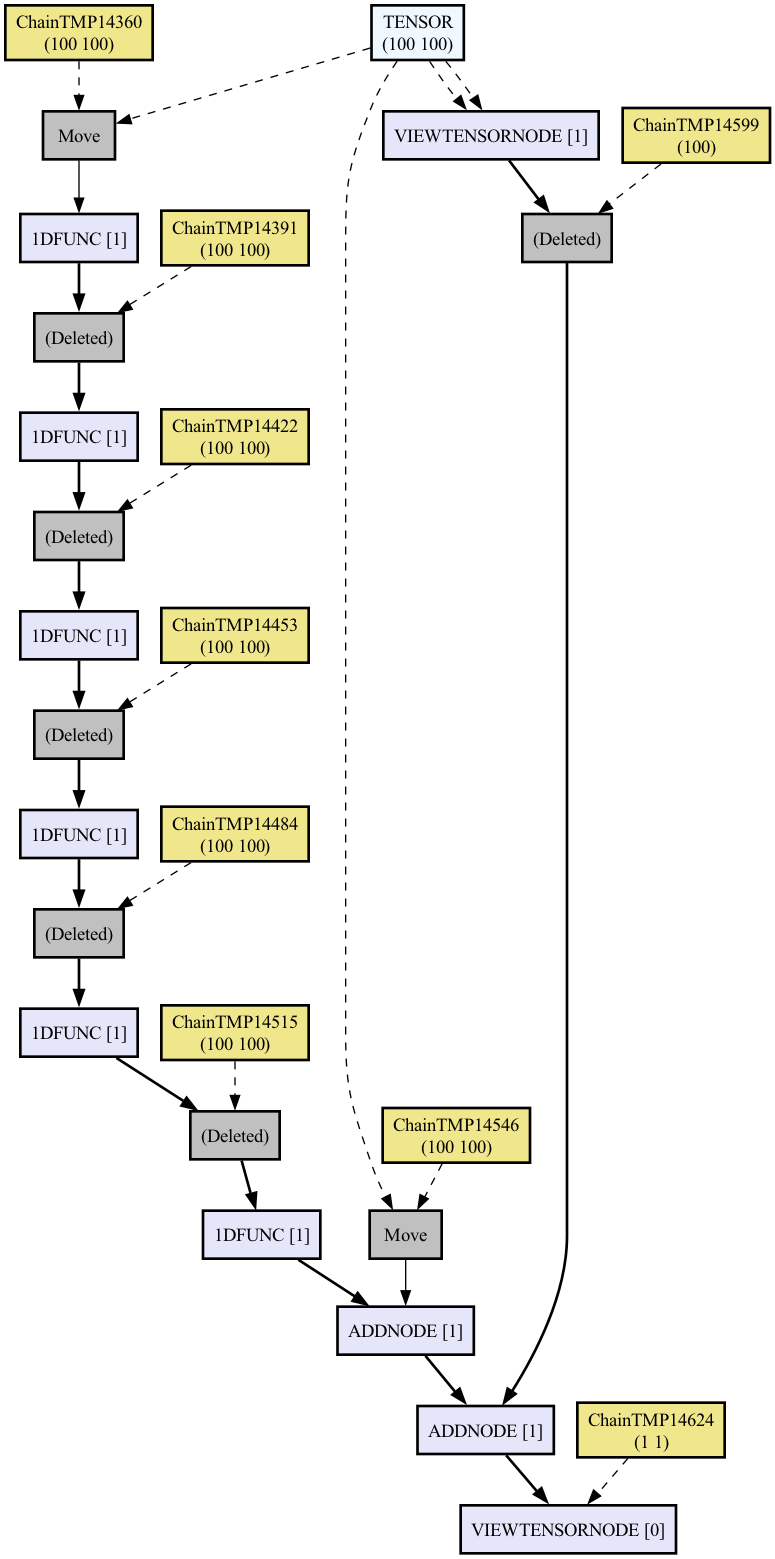 ChainTMP14360
(100 100)
TENSOR
(100 100)
Move
VIEWTENSORNODE [1]
ChainTMP14599
(100)
1DFUNC [1]
ChainTMP14391
(100 100)
(Deleted)
(Deleted)
1DFUNC [1]
ChainTMP14422
(100 100)
(Deleted)
1DFUNC [1]
ChainTMP14453
(100 100)
(Deleted)
1DFUNC [1]
ChainTMP14484
(100 100)
(Deleted)
1DFUNC [1]
ChainTMP14515
(100 100)
(Deleted)
ChainTMP14546
(100 100)
1DFUNC [1]
Move
ADDNODE [1]
ADDNODE [1]
ChainTMP14624
(1 1)
VIEWTENSORNODE [0]